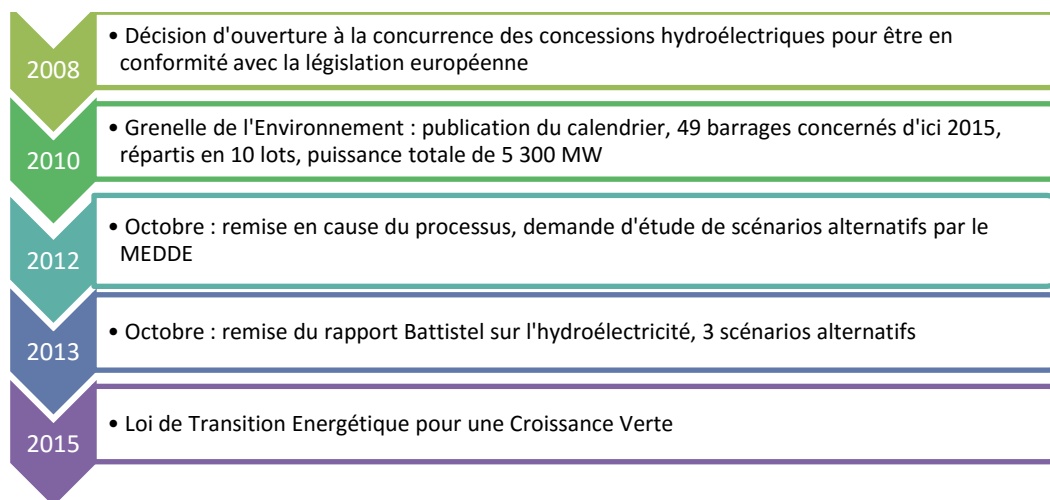 2008
• Décision d'ouverture à la concurrence des concessions hydroélectriques pour être en
conformité avec la législation européenne
2010
• Grenelle de l'Environnement : publication du calendrier, 49 barrages concernés d'ici 2015,
répartis en 10 lots, puissance totale de 5 300 MW
2012
• Octobre : remise en cause du processus, demande d'étude de scénarios alternatifs par le
MEDDE
2013
• Octobre : remise du rapport Battistel sur l'hydroélectricité, 3 scénarios alternatifs
2015
• Loi de Transition Energétique pour une Croissance Verte